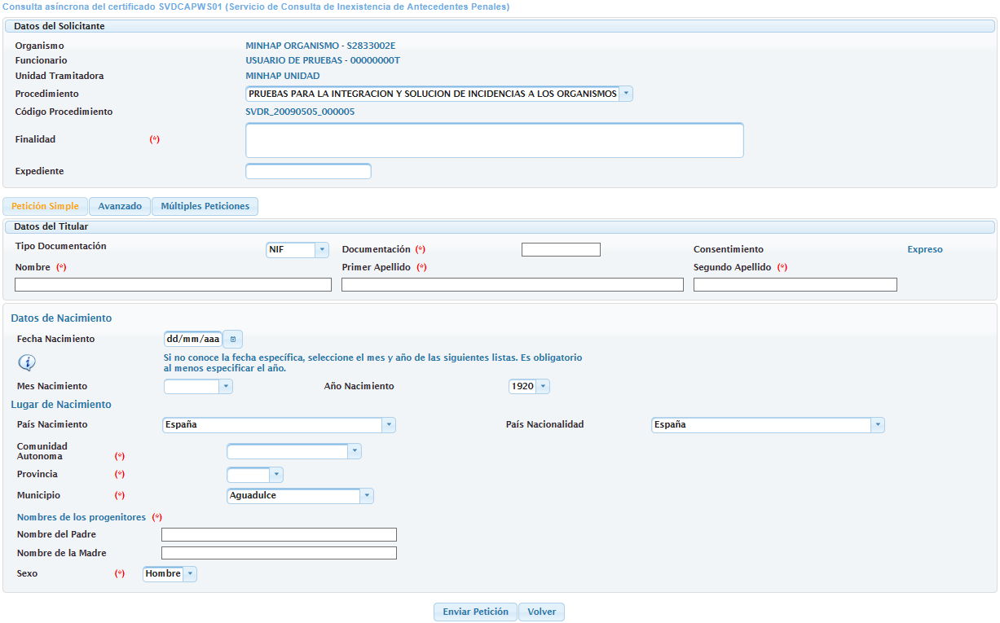 Consulta asíncrona del certificado SVDCAPWS01 (Servicio de Consulta de Inexistencia de Antecedentes Penales)
Datos del Solicitante
Organismo MINHAP ORGANISMO - S2833002E
Funcionario USUARIO DE PRUEBAS - 00000000T
Unidad Tramitadora MINHAP UNIDAD
Procedimiento PRUEBAS PARA LA INTEGRACION Y SOLUCION DE INCIDENCIAS A LOS ORGANISMOS
Código Procedimiento SVDR_20090505_000005
Finalidad (*)
Expediente
Petición Simple Avanzado Múltiples Peticiones
Datos del Titular
Tipo Documentación NIF Documentación (*) Consentimiento Expreso
Nombre (*) Primer Apellido (*) Segundo Apellido (*)
Datos de Nacimiento
Fecha Nacimiento dd/mm/aaa
Si no conoce la fecha específica, seleccione el mes y año de las siguientes listas. Es obligatorio
al menos especificar el año.
Mes Nacimiento Año Nacimiento 1920
Lugar de Nacimiento
País Nacimiento España País Nacionalidad España
Comunidad
Autonoma (*)
Provincia (*)
Municipio (*) Aguadulce
Nombres de los progenitores (*)
Nombre del Padre
Nombre de la Madre
Sexo (*) Hombre
Enviar Petición Volver